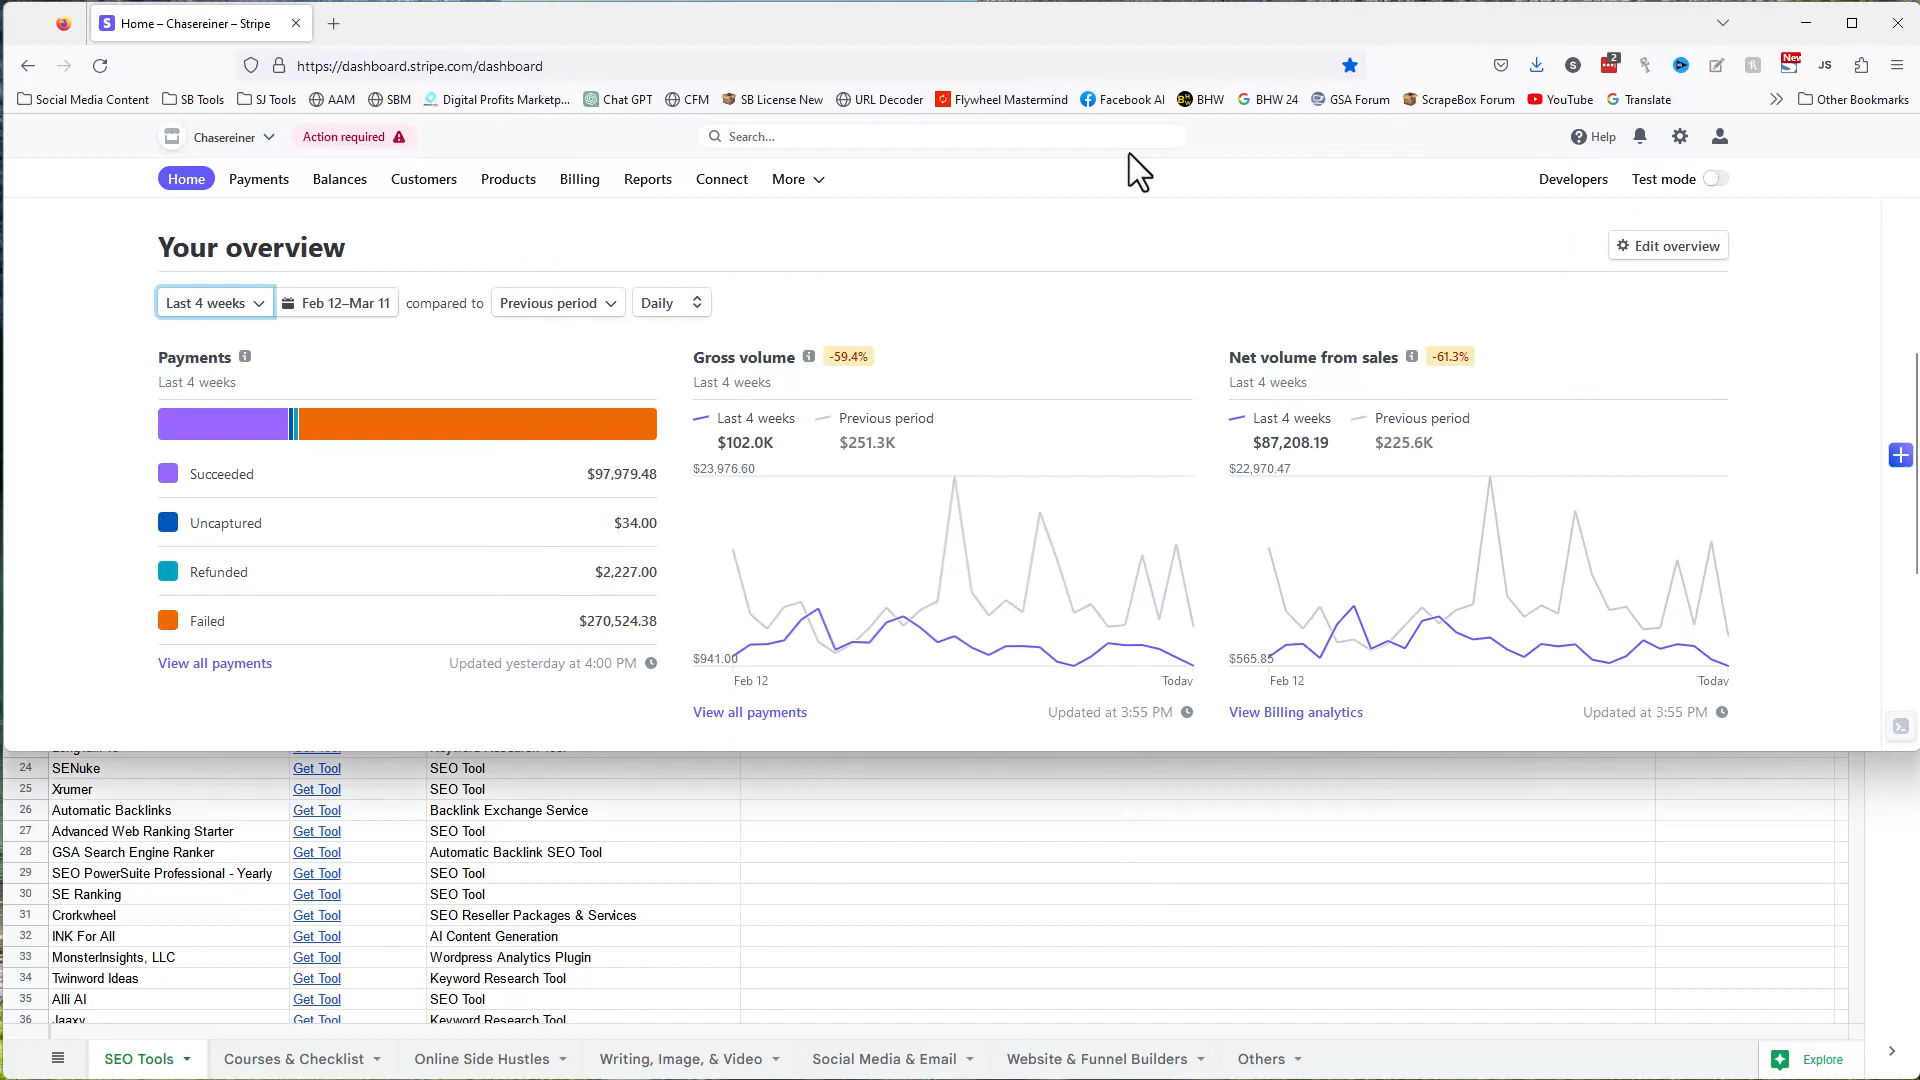 Home – Chasereiner – Stripe
https://dashboard.stripe.com/dashboard
2
New
S
JS
Social Media Content SB Tools SJ Tools AAM SBM Digital Profits Marketp... Chat GPT CFM SB License New URL Decoder Flywheel Mastermind Facebook AI BHW BHW 24 GSA Forum ScrapeBox Forum YouTube Translate Other Bookmarks
Chasereiner Action required Search... Help
Home Payments Balances Customers Products Billing Reports Connect More Developers Test mode
Your overview
Edit overview
Last 4 weeks Feb 12–Mar 11 compared to Previous period Daily
Payments
Last 4 weeks
Succeeded $97,979.48
Uncaptured $34.00
Refunded $2,227.00
Failed $270,524.38
View all payments Updated yesterday at 4:00 PM
Gross volume -59.4%
Last 4 weeks
Last 4 weeks Previous period
$102.0K $251.3K
$23,976.60
$941.00
Feb 12 Today
View all payments Updated at 3:55 PM
Net volume from sales -61.3%
Last 4 weeks
Last 4 weeks Previous period
$87,208.19 $225.6K
$22,970.47
$565.85
Feb 12 Today
View Billing analytics Updated at 3:55 PM
24 SENuke Get Tool SEO Tool
25 Xrumer Get Tool SEO Tool
26 Automatic Backlinks Get Tool Backlink Exchange Service
27 Advanced Web Ranking Starter Get Tool SEO Tool
28 GSA Search Engine Ranker Get Tool Automatic Backlink SEO Tool
29 SEO PowerSuite Professional - Yearly Get Tool SEO Tool
30 SE Ranking Get Tool SEO Tool
31 Crorkwheel Get Tool SEO Reseller Packages & Services
32 INK For All Get Tool AI Content Generation
33 MonsterInsights, LLC Get Tool Wordpress Analytics Plugin
34 Twinword Ideas Get Tool Keyword Research Tool
35 Alli AI Get Tool SEO Tool
36 Jaaxy Get Tool Keyword Research Tool
SEO Tools Courses & Checklist Online Side Hustles Writing, Image, & Video Social Media & Email Website & Funnel Builders Others Explore